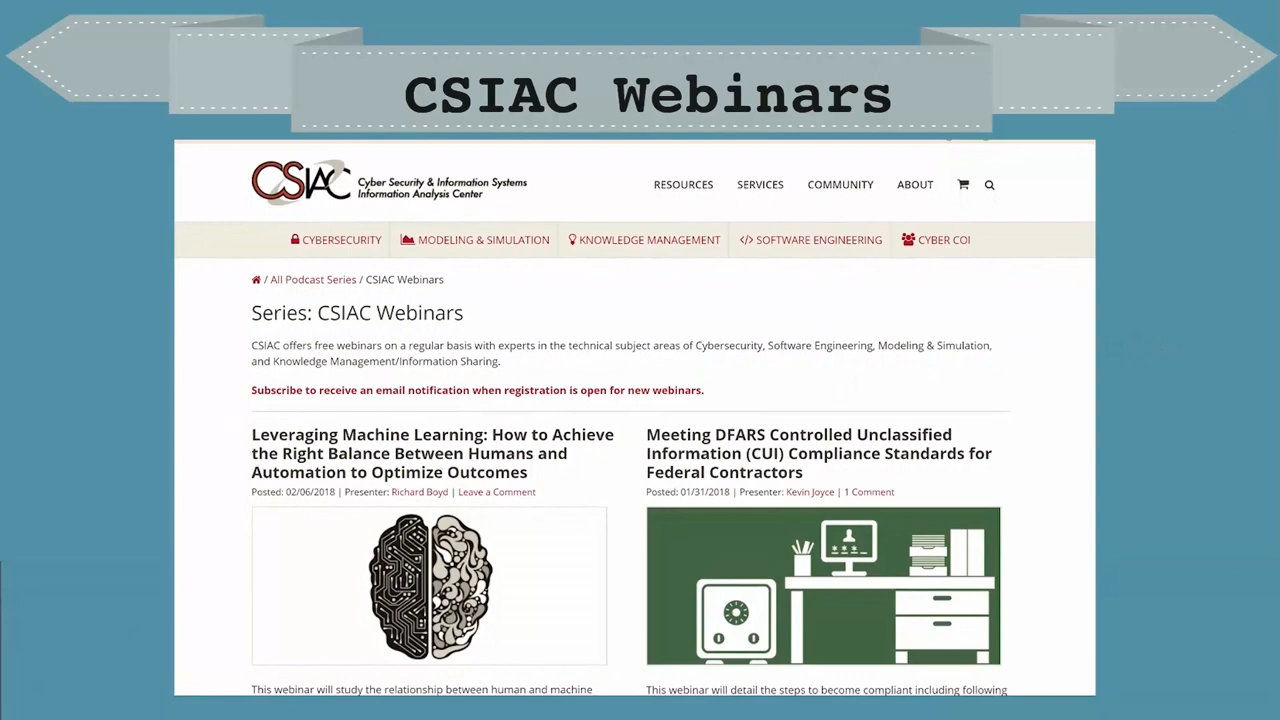 CSIAC Webinars
CSIAC Cyber Security & Information Systems
Information Analysis Center
RESOURCES SERVICES COMMUNITY ABOUT
CYBERSECURITY MODELING & SIMULATION KNOWLEDGE MANAGEMENT </> SOFTWARE ENGINEERING CYBER COI
/ All Podcast Series / CSIAC Webinars
Series: CSIAC Webinars
CSIAC offers free webinars on a regular basis with experts in the technical subject areas of Cybersecurity, Software Engineering, Modeling & Simulation,
and Knowledge Management/Information Sharing.
Subscribe to receive an email notification when registration is open for new webinars.
Leveraging Machine Learning: How to Achieve
the Right Balance Between Humans and
Automation to Optimize Outcomes
Posted: 02/06/2018 | Presenter: Richard Boyd | Leave a Comment
This webinar will study the relationship between human and machine
Meeting DFARS Controlled Unclassified
Information (CUI) Compliance Standards for
Federal Contractors
Posted: 01/31/2018 | Presenter: Kevin Joyce | 1 Comment
This webinar will detail the steps to become compliant including following